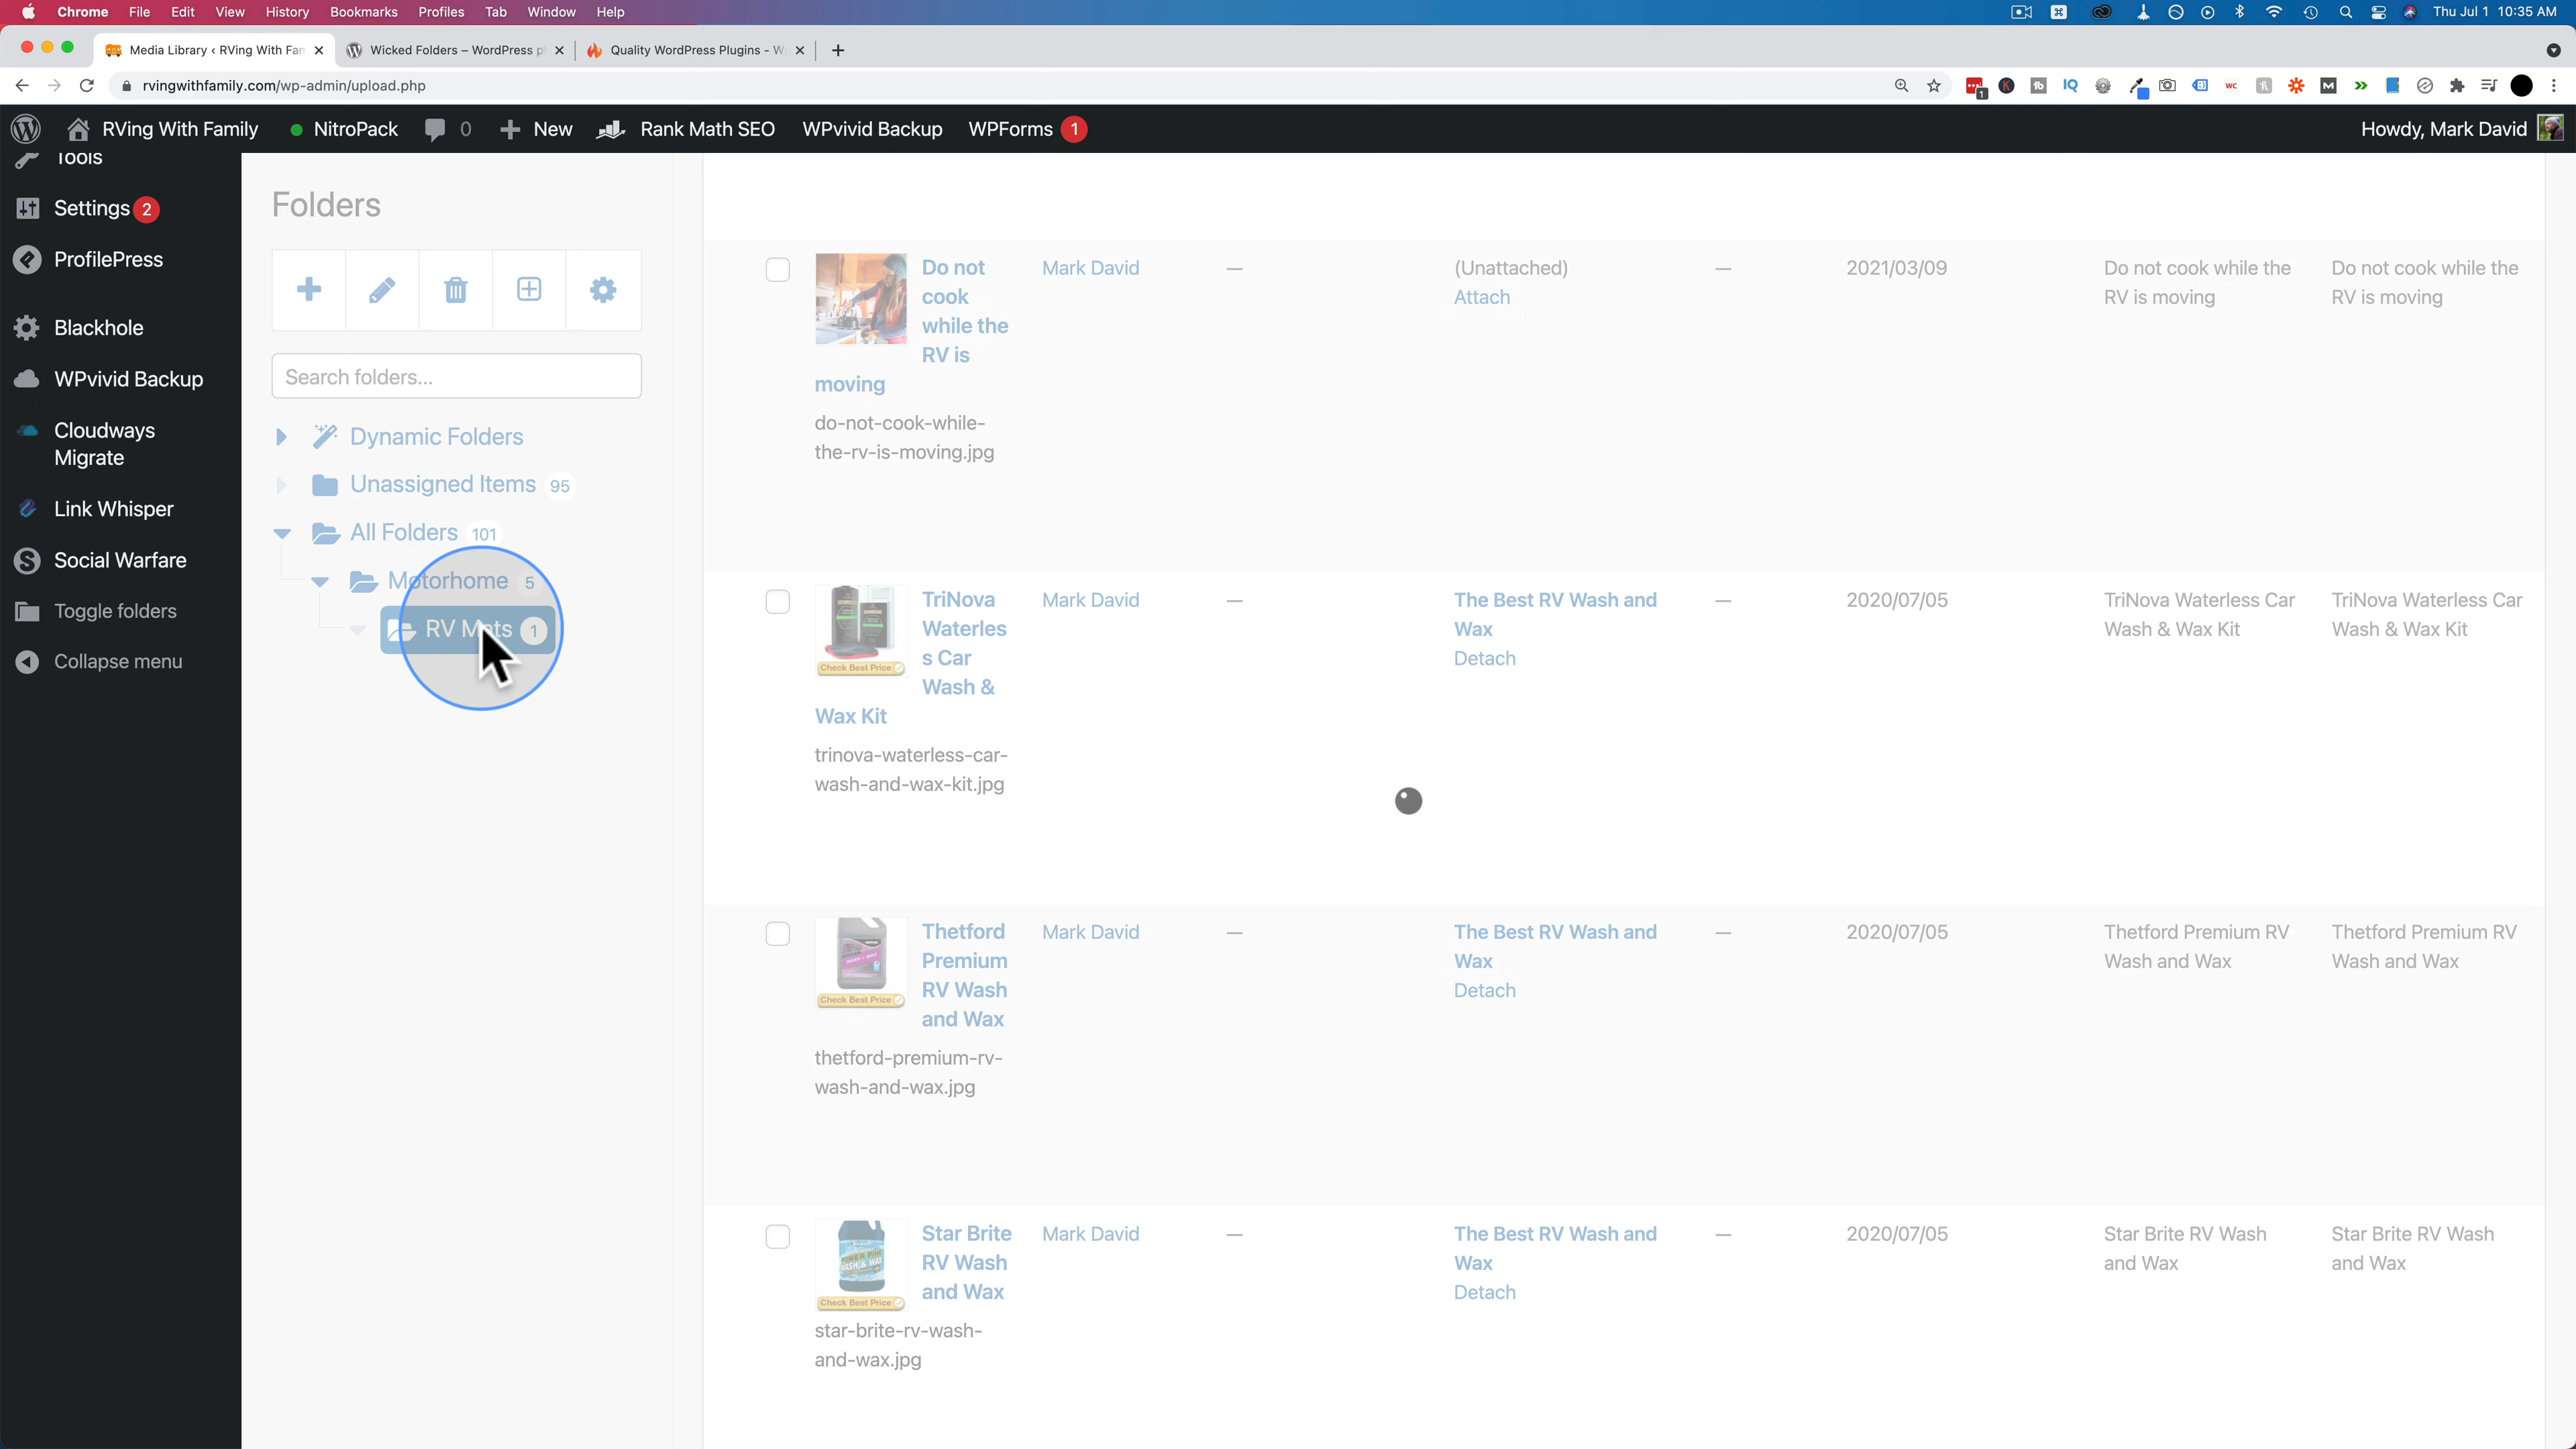 Chrome File Edit View History Bookmarks Profiles Tab Window Help Thu Jul 1 10:35 AM
Media Library ‹ RVing With Fam Wicked Folders – WordPress p Quality WordPress Plugins - W
rvingwithfamily.com/wp-admin/upload.php
RVing With Family NitroPack 0 New Rank Math SEO WPvivid Backup WPForms 1 Howdy, Mark David
Tools
Settings 2
ProfilePress
Blackhole
WPvivid Backup
Cloudways
Migrate
Link Whisper
Social Warfare
Toggle folders
Collapse menu
Folders
Search folders...
Dynamic Folders
Unassigned Items 95
All Folders 101
Motorhome 5
RV Mats 1
Do not
cook
while the
RV is
moving
do-not-cook-while-
the-rv-is-moving.jpg
Mark David
—
(Unattached)
Attach
—
2021/03/09
Do not cook while the
RV is moving
Do not cook while the
RV is moving
Check Best Price
TriNova
Waterles
s Car
Wash &
Wax Kit
trinova-waterless-car-
wash-and-wax-kit.jpg
Mark David
—
The Best RV Wash and
Wax
Detach
—
2020/07/05
TriNova Waterless Car
Wash & Wax Kit
TriNova Waterless Car
Wash & Wax Kit
Check Best Price
Thetford
Premium
RV Wash
and Wax
thetford-premium-rv-
wash-and-wax.jpg
Mark David
—
The Best RV Wash and
Wax
Detach
—
2020/07/05
Thetford Premium RV
Wash and Wax
Thetford Premium RV
Wash and Wax
Check Best Price
Star Brite
RV Wash
and Wax
star-brite-rv-wash-
and-wax.jpg
Mark David
—
The Best RV Wash and
Wax
Detach
—
2020/07/05
Star Brite RV Wash
and Wax
Star Brite RV Wash
and Wax